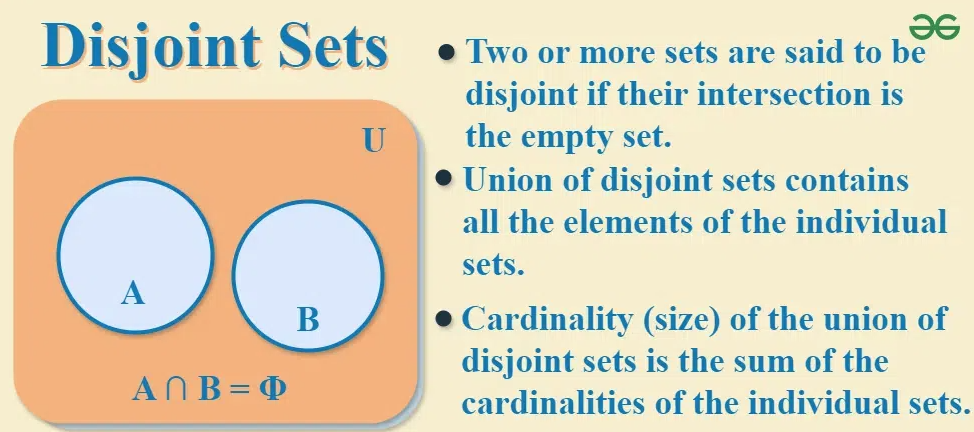 Disjoint Sets
U
A
B
A ∩ B = Φ
• Two or more sets are said to be
disjoint if their intersection is
the empty set.
• Union of disjoint sets contains
all the elements of the individual
sets.
• Cardinality (size) of the union of
disjoint sets is the sum of the
cardinalities of the individual sets.